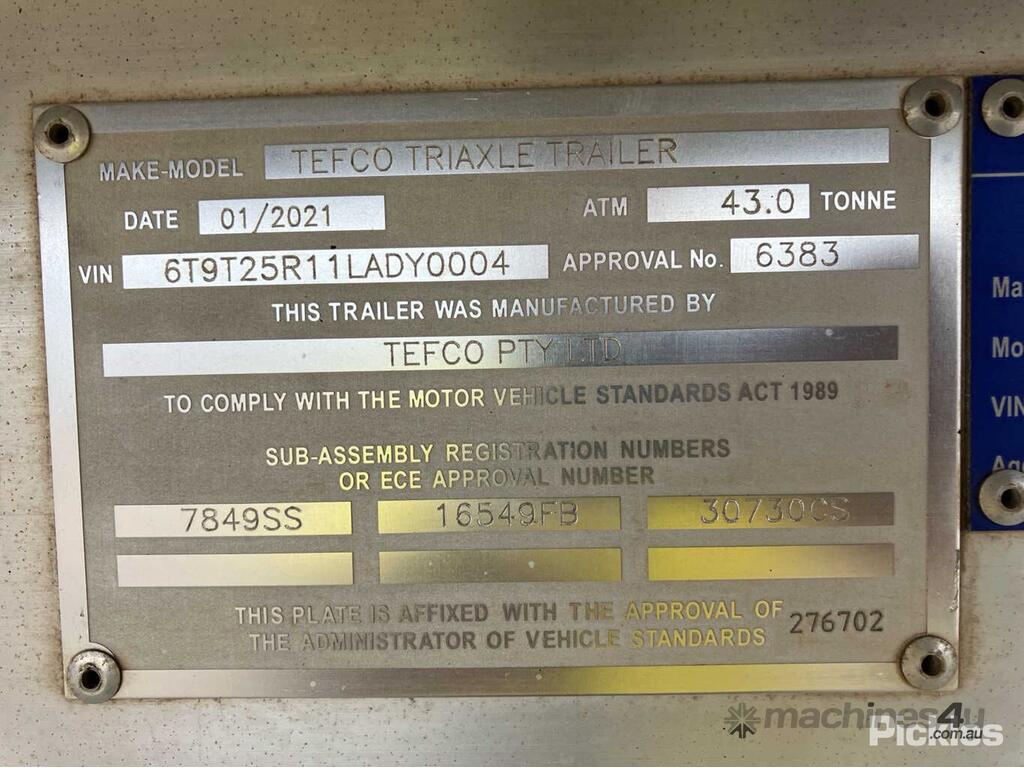 MAKE-MODEL TEFCO TRIAXLE TRAILER
DATE 01/2021 ATM 43.0 TONNE
VIN 6T9T25R11LADY0004 APPROVAL No. 6383
THIS TRAILER WAS MANUFACTURED BY
TEFCO PTY LTD
TO COMPLY WITH THE MOTOR VEHICLE STANDARDS ACT 1989
SUB-ASSEMBLY REGISTRATION NUMBERS
OR ECE APPROVAL NUMBER
7849SS 16549FB 30730CS
THIS PLATE IS AFFIXED WITH THE APPROVAL OF
THE ADMINISTRATOR OF VEHICLE STANDARDS 276702
Ma
Mo
VIN
machines4u
.com.au
Pickles